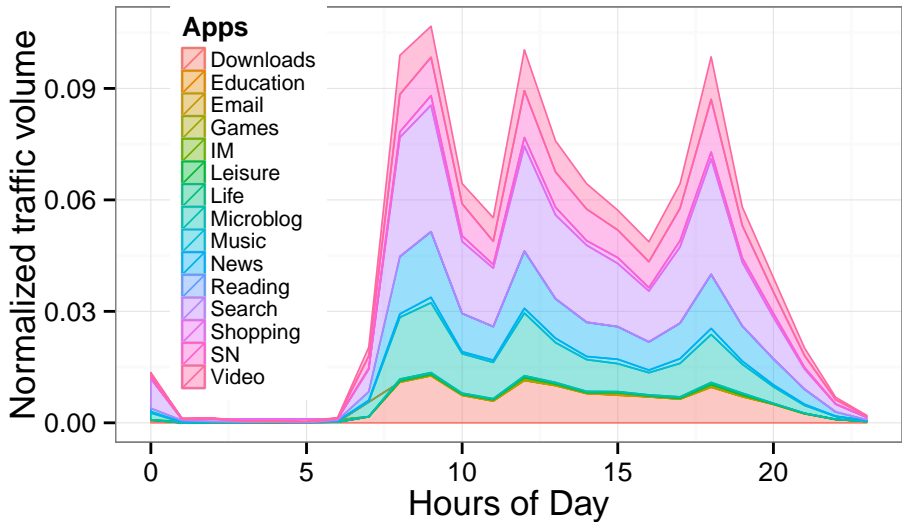 Apps
Downloads
Education
Email
Games
IM
Leisure
Life
Microblog
Music
News
Reading
Search
Shopping
SN
Video
Normalized traffic volume
0.09
0.06
0.03
0.00
0 5 10 15 20
Hours of Day